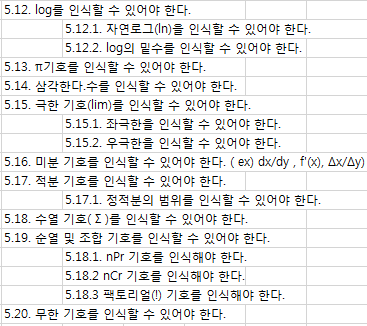 5.12. log를 인식할 수 있어야 한다.
5.12.1. 자연로그(ln)을 인식할 수 있어야 한다.
5.12.2. log의 밑수를 인식할 수 있어야 한다.
5.13. π기호를 인식할 수 있어야 한다.
5.14. 삼각한다.수를 인식할 수 있어야 한다.
5.15. 극한 기호(lim)를 인식할 수 있어야 한다.
5.15.1. 좌극한을 인식할 수 있어야 한다.
5.15.2. 우극한을 인식할 수 있어야 한다.
5.16. 미분 기호를 인식할 수 있어야 한다. ( ex) dx/dy , f'(x), Δx/Δy)
5.17. 적분 기호를 인식할 수 있어야 한다.
5.17.1. 정적분의 범위를 인식할 수 있어야 한다.
5.18. 수열 기호( Σ )를 인식할 수 있어야 한다.
5.19. 순열 및 조합 기호를 인식할 수 있어야 한다.
5.18.1. nPr 기호를 인식해야 한다.
5.18.2 nCr 기호를 인식해야 한다.
5.18.3 팩토리얼(!) 기호를 인식해야 한다.
5.20. 무한 기호를 인식할 수 있어야 한다.